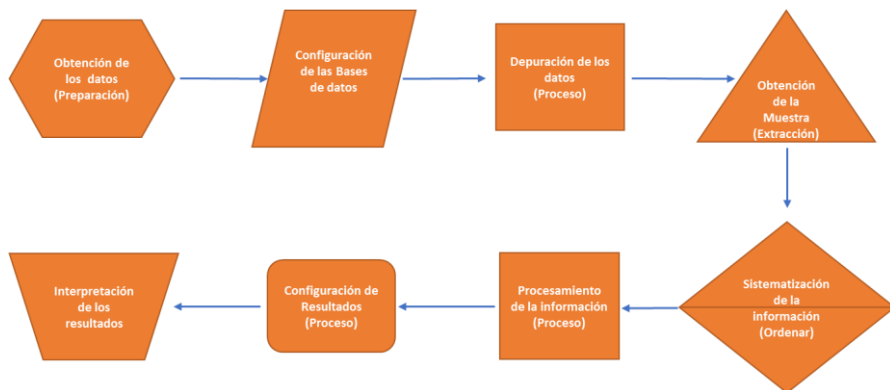 Obtención de
los datos
(Preparación)
Configuración
de las Bases
de datos
Depuración de los
datos
(Proceso)
Obtención
de la
Muestra
(Extracción)
Sistematización
de la
información
(Ordenar)
Procesamiento
de la información
(Proceso)
Configuración de
Resultados
(Proceso)
Interpretación
de los
resultados